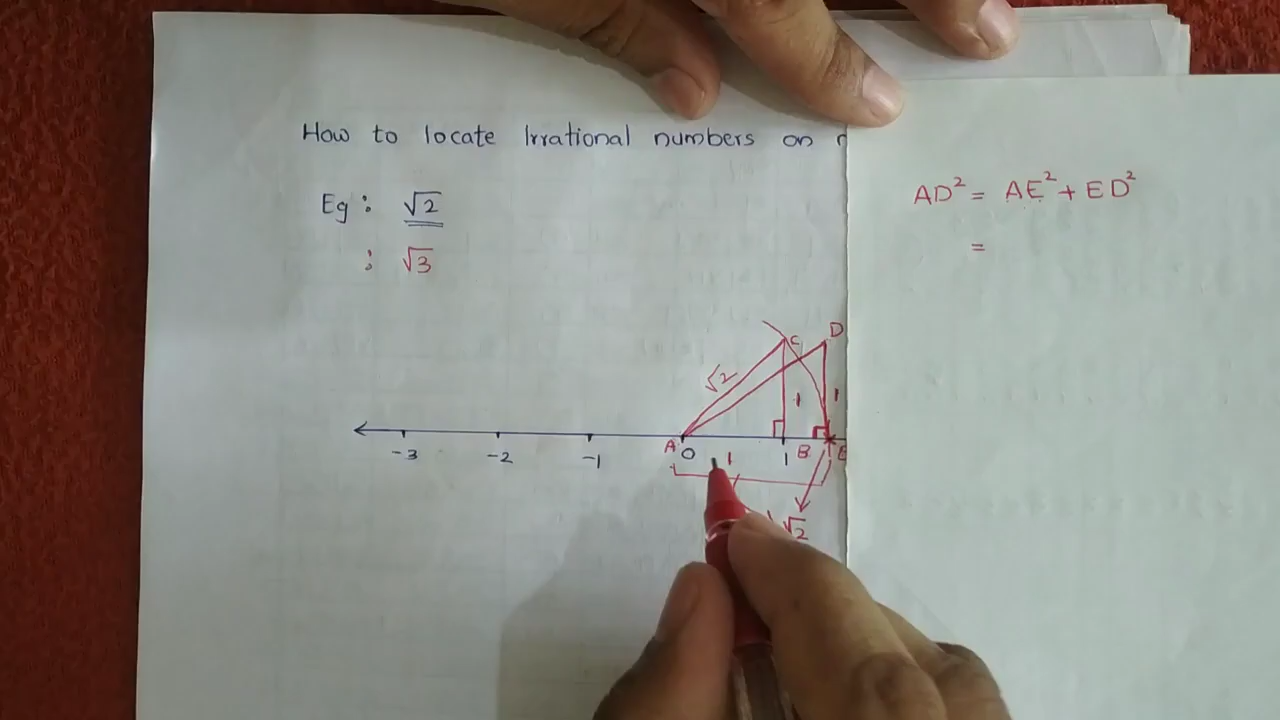 How to locate Irrational numbers on
Eg : √2
: √3
AD² = AE² + ED²
=
C D
√2 1 1
-3 -2 -1 A 0 1 1 B E
√2